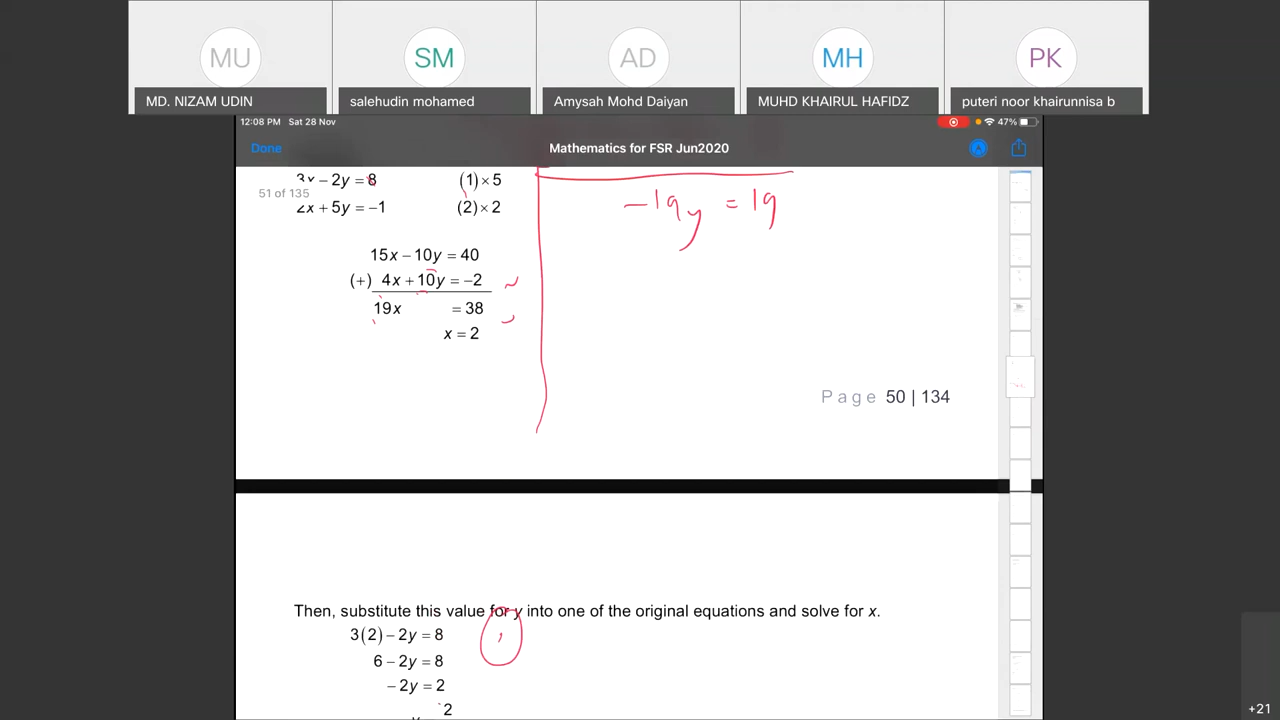 MU SM AD MH PK
MD. NIZAM UDIN salehudin mohamed Amysah Mohd Daiyan MUHD KHAIRUL HAFIDZ puteri noor khairunnisa b
12:08 PM Sat 28 Nov 47%
Done Mathematics for FSR Jun2020
3x − 2y = 8 (1) × 5
51 of 135
2x + 5y = −1 (2) × 2
−19y = 19
15x − 10y = 40
(+) 4x + 10y = −2
19x = 38
x = 2
Page 50 | 134
Then, substitute this value for y into one of the original equations and solve for x.
3(2) − 2y = 8
6 − 2y = 8
−2y = 2
2
+21